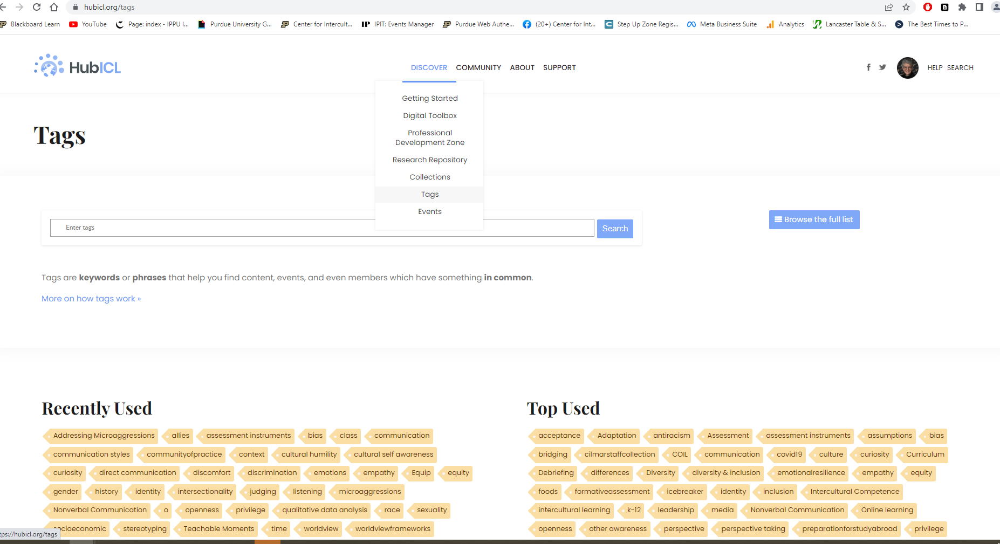 hubicl.org/tags
Blackboard Learn YouTube Page: index - IPPU I... Purdue University G... Center for Intercult... IPIT: Events Manager Purdue Web Authe... (20+) Center for Int... Step Up Zone Regis... Meta Business Suite Analytics Lancaster Table & S... The Best Times to P...
HubICL
DISCOVER COMMUNITY ABOUT SUPPORT
HELP SEARCH
Getting Started
Digital Toolbox
Professional
Development Zone
Research Repository
Collections
Tags
Events
Tags
Enter tags
Search
Browse the full list
Tags are keywords or phrases that help you find content, events, and even members which have something in common.
More on how tags work »
Recently Used
Addressing Microaggressions allies assessment instruments bias class communication
communication styles communityofpractice context cultural humility cultural self awareness
curiosity direct communication discomfort discrimination emotions empathy Equip equity
gender history identity intersectionality judging listening microaggressions
Nonverbal Communication o openness privilege qualitative data analysis race sexuality
ocioeconomic stereotyping Teachable Moments time worldview worldviewframeworks
Top Used
acceptance Adaptation antiracism Assessment assessment instruments assumptions bias
bridging cilmarstaffcollection COIL communication covid19 culture curiosity Curriculum
Debriefing differences Diversity diversity & inclusion emotionalresilience empathy equity
foods formativeassessment icebreaker identity inclusion Intercultural Competence
intercultural learning k-12 leadership media Nonverbal Communication Online learning
openness other awareness perspective perspective taking preparationforstudyabroad privilege
tps://hubicl.org/tags